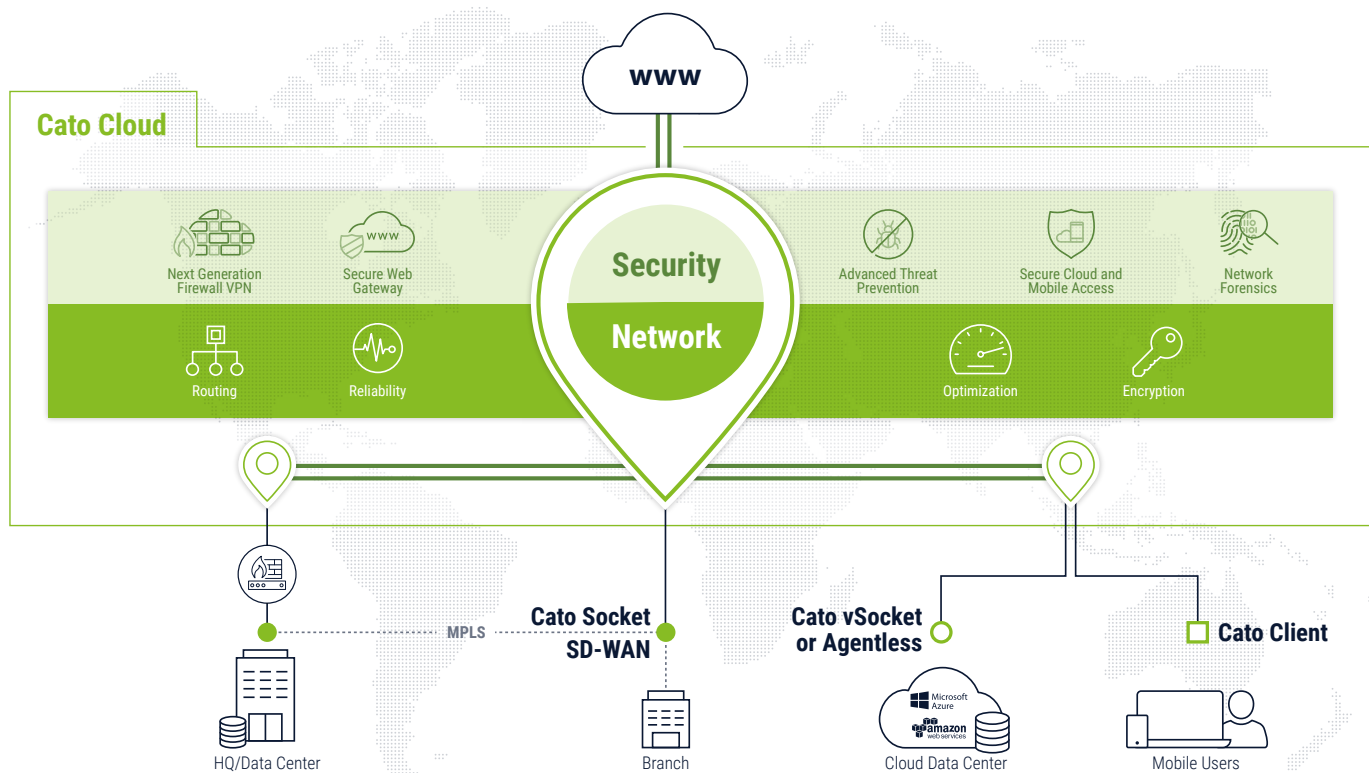 www
Cato Cloud
Next Generation
Firewall VPN
Secure Web
Gateway
www
Security
Advanced Threat
Prevention
Secure Cloud and
Mobile Access
Network
Forensics
Network
Routing
Reliability
Optimization
Encryption
MPLS
Cato Socket
SD-WAN
Cato vSocket
or Agentless
Cato Client
Microsoft
Azure
amazon
web services
HQ/Data Center
Branch
Cloud Data Center
Mobile Users